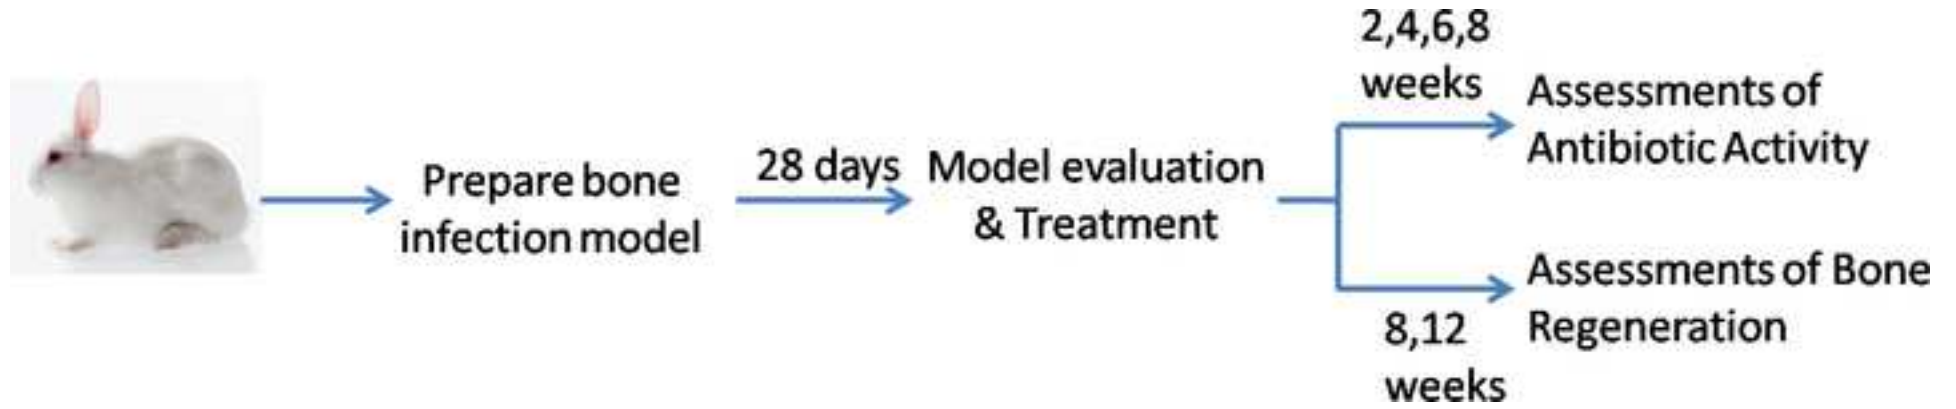 Prepare bone
infection model
28 days
Model evaluation
& Treatment
2,4,6,8
weeks
Assessments of
Antibiotic Activity
8,12
weeks
Assessments of Bone
Regeneration